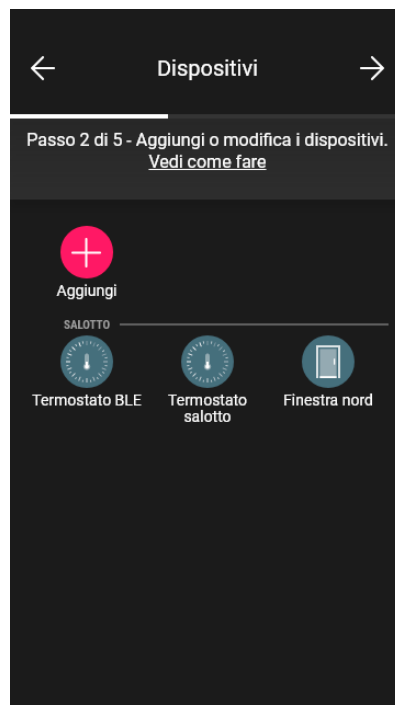 Dispositivi
Passo 2 di 5 - Aggiungi o modifica i dispositivi.
Vedi come fare
Aggiungi
SALOTTO
Termostato BLE
Termostato
salotto
Finestra nord